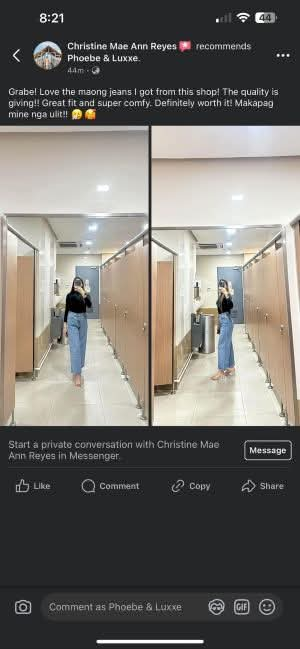 8:21
44
Christine Mae Ann Reyes recommends
Phoebe & Luxxe.
44m ·
Grabe! Love the maong jeans I got from this shop! The quality is
giving!! Great fit and super comfy. Definitely worth it! Makapag
mine nga ulit!! 🤔🥰
Start a private conversation with Christine Mae
Ann Reyes in Messenger.
Message
Like
Comment
Copy
Share
Comment as Phoebe & Luxxe
GIF